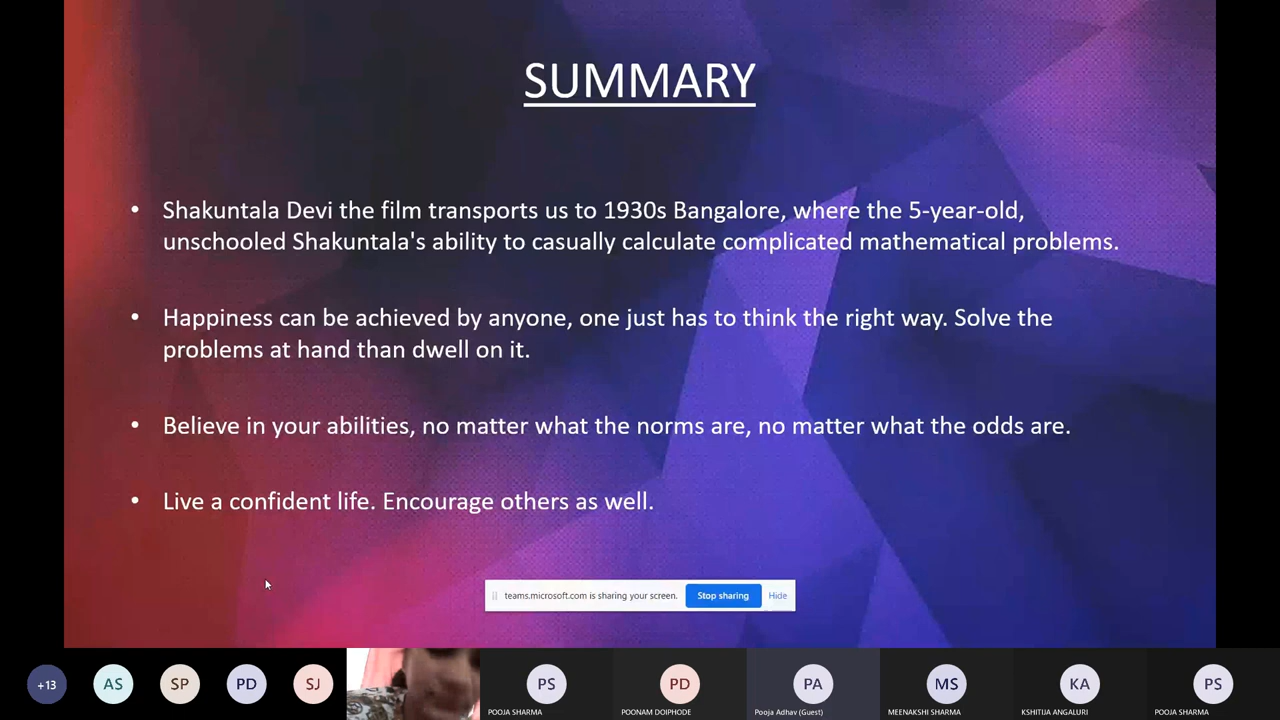 SUMMARY
• Shakuntala Devi the film transports us to 1930s Bangalore, where the 5-year-old,
unschooled Shakuntala's ability to casually calculate complicated mathematical problems.
• Happiness can be achieved by anyone, one just has to think the right way. Solve the
problems at hand than dwell on it.
• Believe in your abilities, no matter what the norms are, no matter what the odds are.
• Live a confident life. Encourage others as well.
teams.microsoft.com is sharing your screen. Stop sharing Hide
+13 AS SP PD SJ PS PD PA MS KA PS
POOJA SHARMA POONAM DOIPHODE Pooja Adhav (Guest) MEENAKSHI SHARMA KSHITIJA ANGALURI POOJA SHARMA